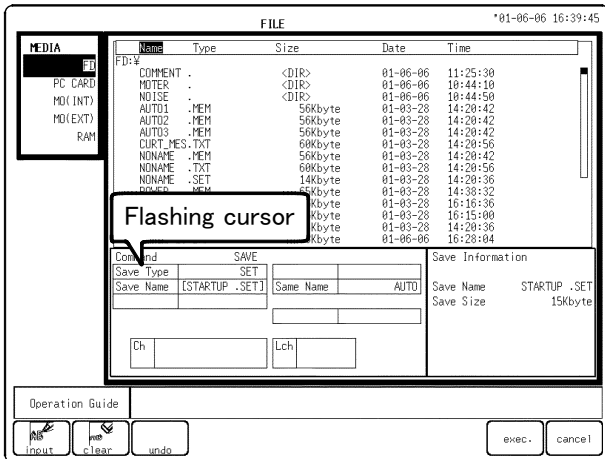 FILE
'01-06-06 16:39:45
MEDIA
FD
PC CARD
MO(INT)
MO(EXT)
RAM
Name Type Size Date Time
FD:¥
COMMENT . <DIR> 01-06-06 11:25:30
MOTER . <DIR> 01-06-06 10:44:10
NOISE . <DIR> 01-06-06 10:44:50
AUTO1 .MEM 56Kbyte 01-03-28 14:20:42
AUTO2 .MEM 56Kbyte 01-03-28 14:20:42
AUTO3 .MEM 56Kbyte 01-03-28 14:20:42
CURT_MES.TXT 60Kbyte 01-03-28 14:20:56
NONAME .MEM 56Kbyte 01-03-28 14:20:42
NONAME .TXT 60Kbyte 01-03-28 14:20:56
NONAME .SET 14Kbyte 01-03-28 14:20:36
POWER .MEM 65Kbyte 01-03-28 14:38:32
Kbyte 01-03-28 16:16:36
Kbyte 01-03-28 16:15:00
Kbyte 01-03-28 14:20:36
Kbyte 01-06-06 16:28:04
Flashing cursor
Command SAVE
Save Type SET
Save Name [STARTUP .SET]
Same Name AUTO
Ch
Lch
Save Information
Save Name STARTUP .SET
Save Size 15Kbyte
Operation Guide
input
clear
undo
exec.
cancel